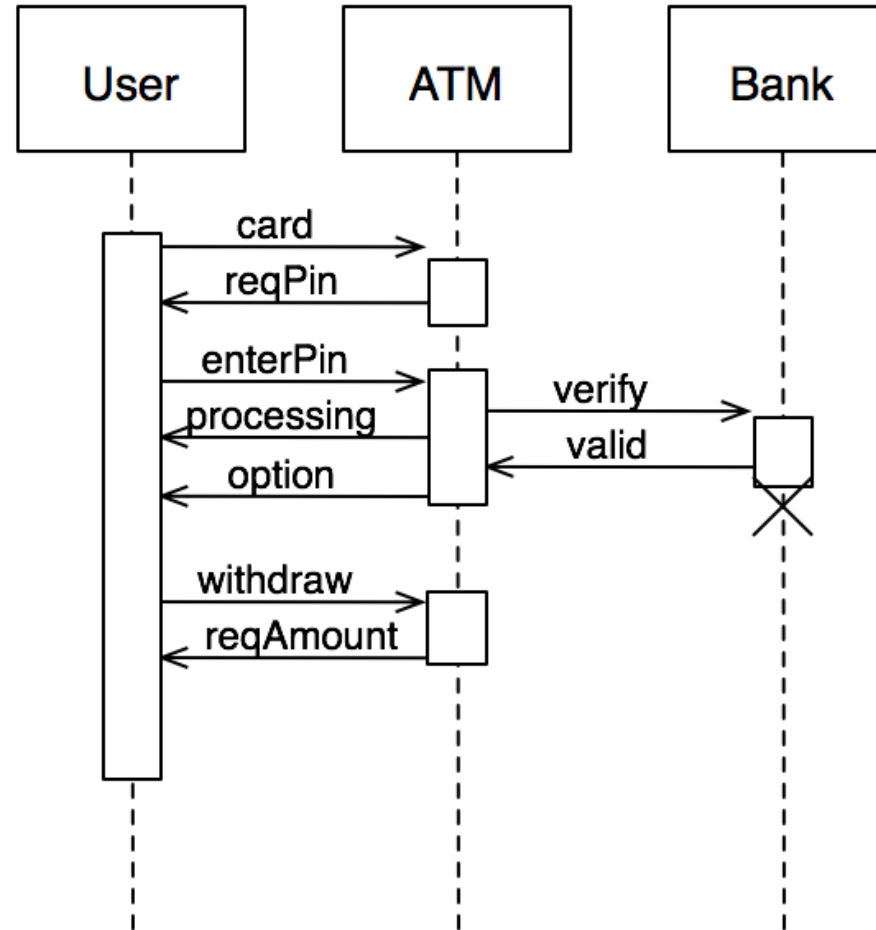 User
ATM
Bank
card
reqPin
enterPin
verify
processing
valid
option
withdraw
reqAmount